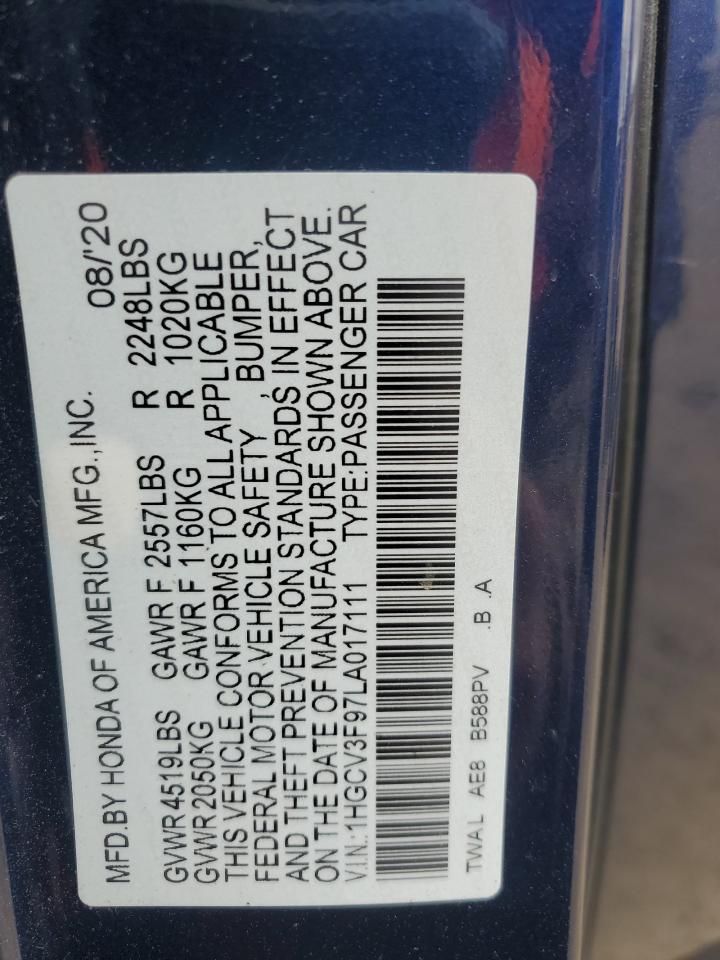 MFD.BY HONDA OF AMERICA MFG.,INC. 08/'20
GVWR 4519LBS GAWR F 2557LBS R 2248LBS
GVWR 2050KG GAWR F 1160KG R 1020KG
THIS VEHICLE CONFORMS TO ALL APPLICABLE
FEDERAL MOTOR VEHICLE SAFETY , BUMPER,
AND THEFT PREVENTION STANDARDS IN EFFECT
ON THE DATE OF MANUFACTURE SHOWN ABOVE.
V.I.N.:1HGCV3F97LA017111 TYPE:PASSENGER CAR
TWAL AE8 B588PV .B .A